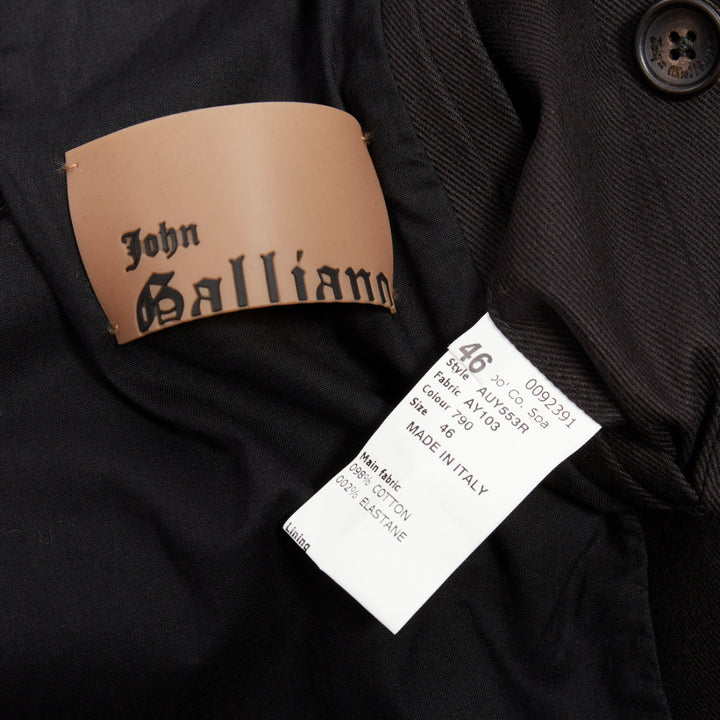 John
Galliano
46
oo' Co. Spa 0092391
Style AUY553R
Fabric AY103
Colour 790
Size 46
MADE IN ITALY
Main fabric
098% COTTON
002% ELASTANE
Lining